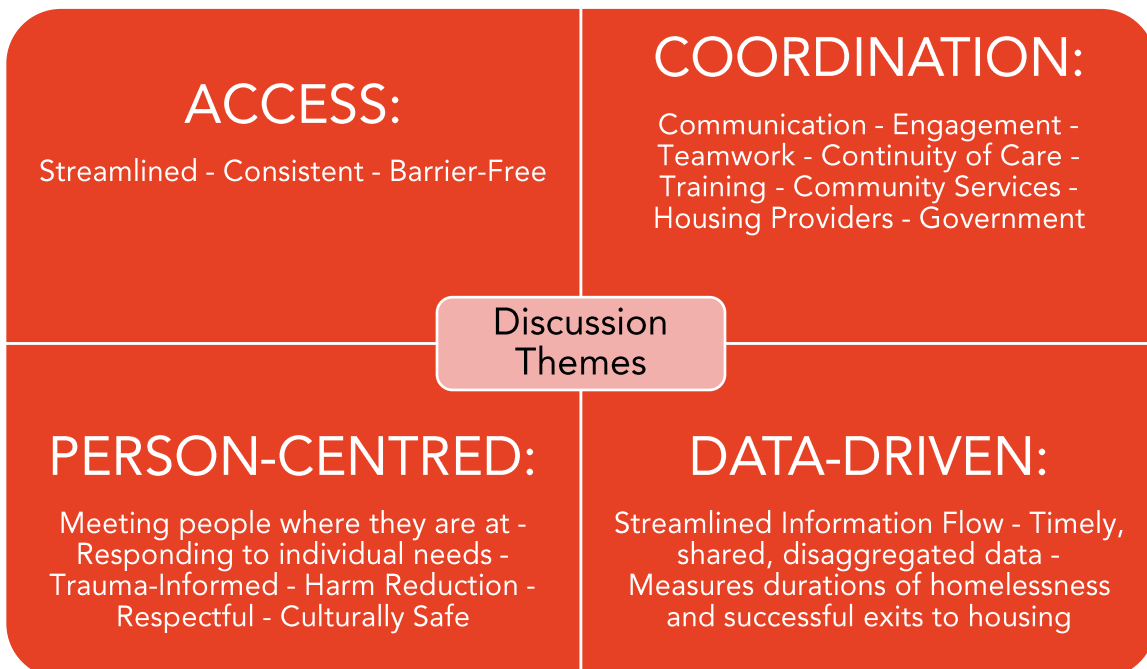 ACCESS:
Streamlined - Consistent - Barrier-Free
COORDINATION:
Communication - Engagement -
Teamwork - Continuity of Care -
Training - Community Services -
Housing Providers - Government
Discussion
Themes
PERSON-CENTRED:
Meeting people where they are at -
Responding to individual needs -
Trauma-Informed - Harm Reduction -
Respectful - Culturally Safe
DATA-DRIVEN:
Streamlined Information Flow - Timely,
shared, disaggregated data -
Measures durations of homelessness
and successful exits to housing